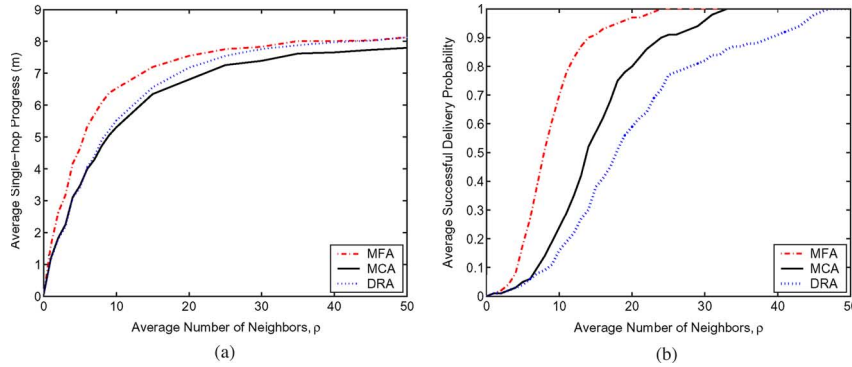 9
8
7
6
5
4
3
2
1
0
Average Single-hop Progress (m)
0 10 20 30 40 50
Average Number of Neighbors, ρ
MFA
MCA
DRA
(a)
1
0.9
0.8
0.7
0.6
0.5
0.4
0.3
0.2
0.1
0
Average Successful Delivery Probability
0 10 20 30 40 50
Average Number of Neighbors, ρ
MFA
MCA
DRA
(b)